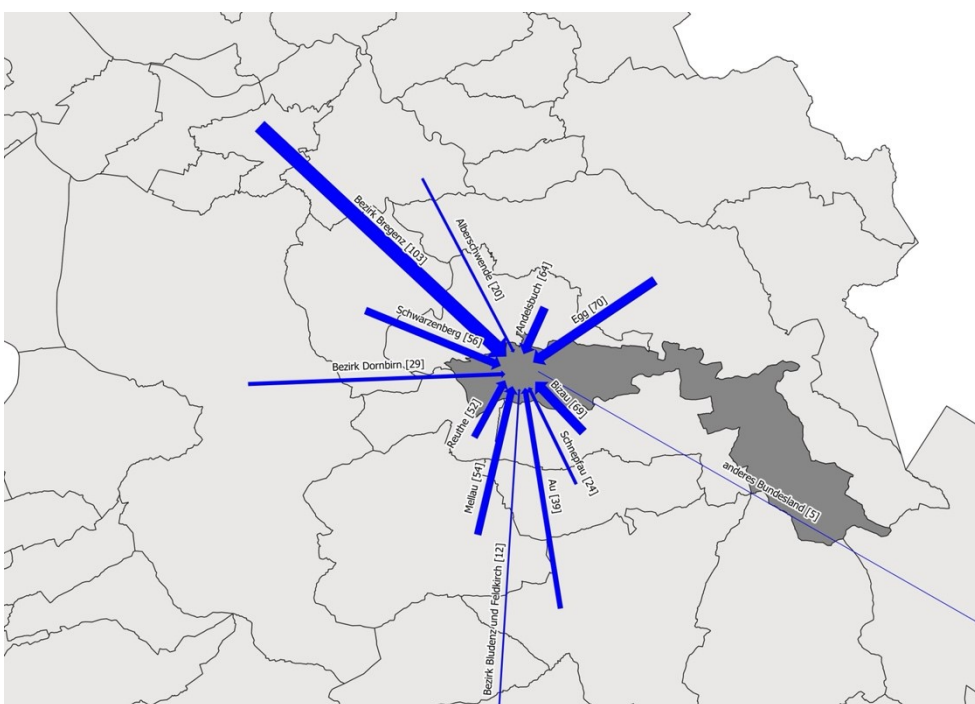 Bezirk Bregenz [103]
Alberschwende [20]
Andelsbuch [64]
Egg [70]
Schwarzenberg [56]
Bezirk Dornbirn [29]
Bizau [69]
Reuthe [52]
Schnepfau [24]
Mellau [54]
Au [39]
anderes Bundesland [5]
Bezirk Bludenz und Feldkirch [12]